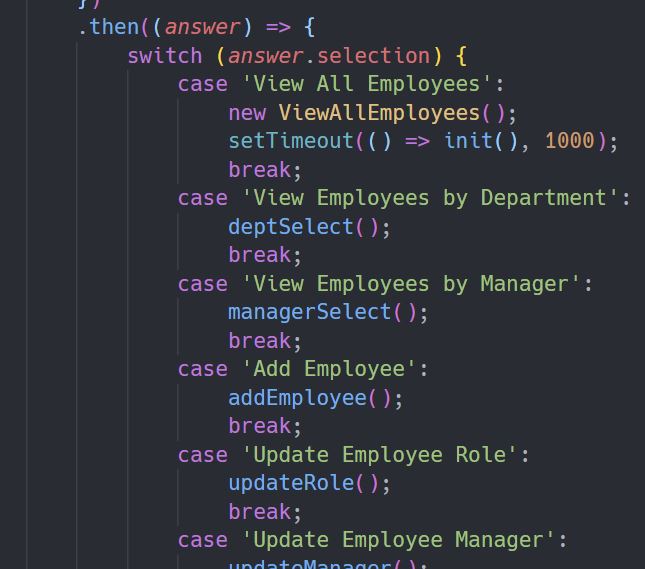 })
.then((answer) => {
switch (answer.selection) {
case 'View All Employees':
new ViewAllEmployees();
setTimeout(() => init(), 1000);
break;
case 'View Employees by Department':
deptSelect();
break;
case 'View Employees by Manager':
managerSelect();
break;
case 'Add Employee':
addEmployee();
break;
case 'Update Employee Role':
updateRole();
break;
case 'Update Employee Manager':
updateManager();